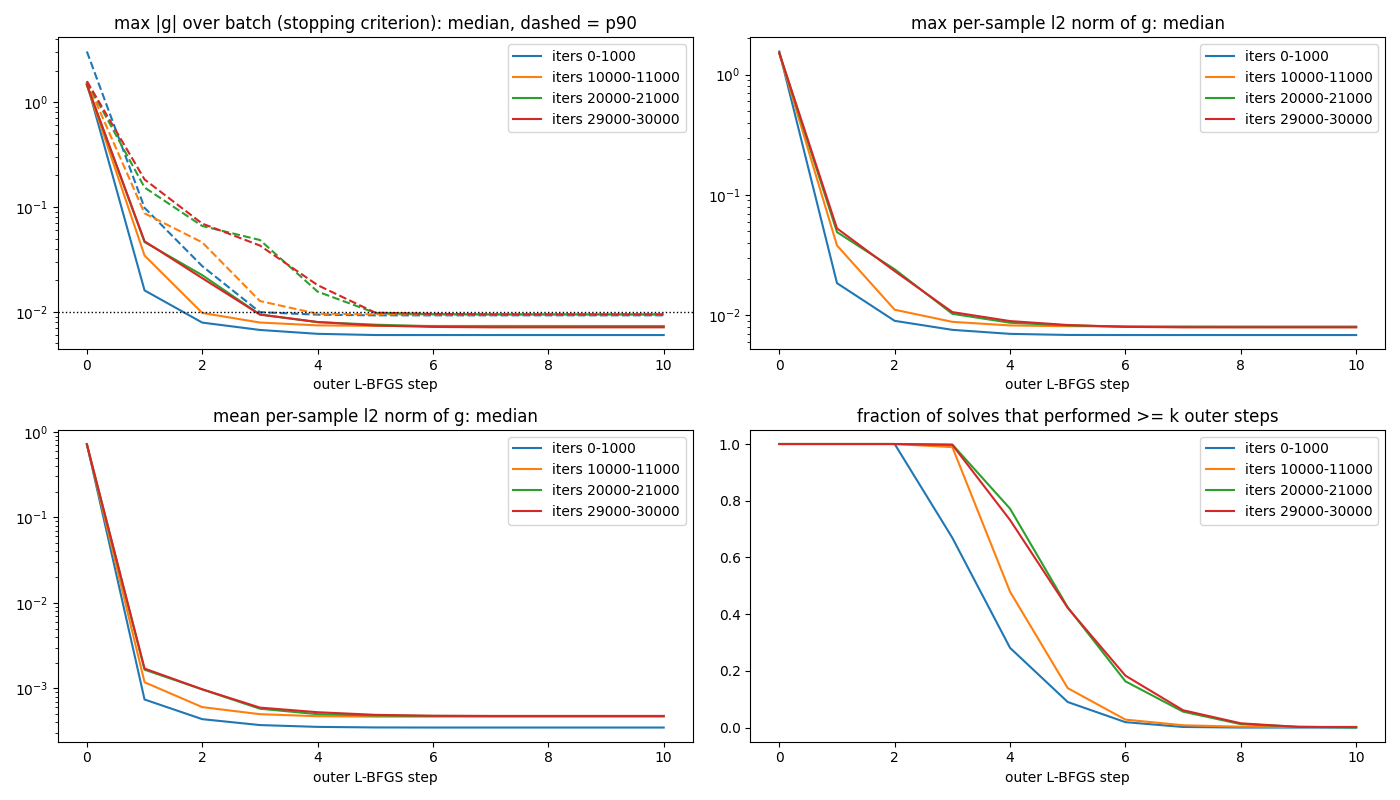 max |g| over batch (stopping criterion): median, dashed = p90
10⁰
10⁻¹
10⁻²
iters 0-1000
iters 10000-11000
iters 20000-21000
iters 29000-30000
0 2 4 6 8 10
outer L-BFGS step
max per-sample l2 norm of g: median
10⁰
10⁻¹
10⁻²
iters 0-1000
iters 10000-11000
iters 20000-21000
iters 29000-30000
0 2 4 6 8 10
outer L-BFGS step
mean per-sample l2 norm of g: median
10⁰
10⁻¹
10⁻²
10⁻³
iters 0-1000
iters 10000-11000
iters 20000-21000
iters 29000-30000
0 2 4 6 8 10
outer L-BFGS step
fraction of solves that performed >= k outer steps
1.0
0.8
0.6
0.4
0.2
0.0
iters 0-1000
iters 10000-11000
iters 20000-21000
iters 29000-30000
0 2 4 6 8 10
outer L-BFGS step